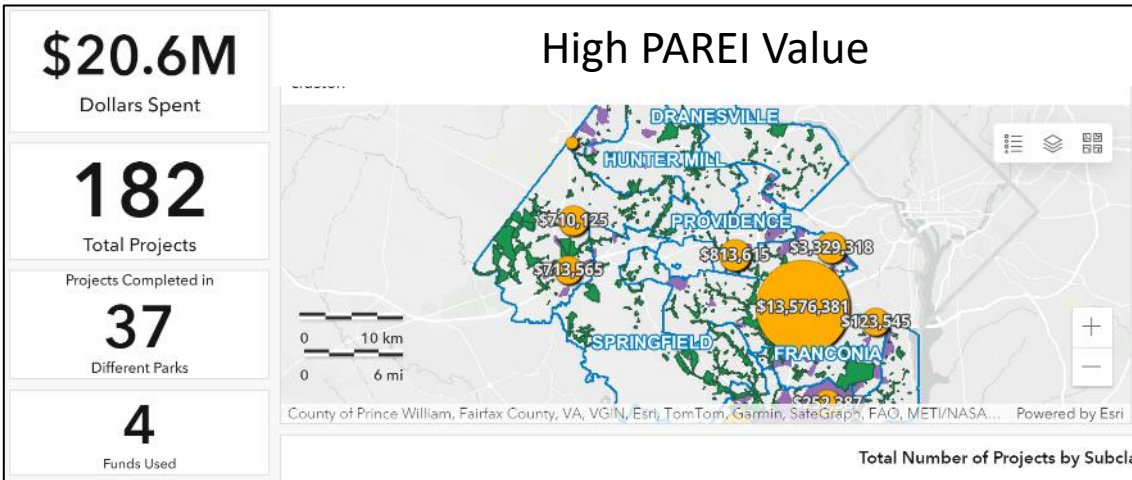 $20.6M
Dollars Spent
182
Total Projects
Projects Completed in
37
Different Parks
4
Funds Used
High PAREI Value
DRANESVILLE
HUNTER MILL
$710,125
PROVIDENCE
$813,615
$3,329,318
$713,565
$13,576,381
$123,545
SPRINGFIELD
FRANCONIA
0 10 km
0 6 mi
County of Prince William, Fairfax County, VA, VGIN, Esri, TomTom, Garmin, SafeGraph, FAO, METI/NASA... Powered by Esri
Total Number of Projects by Subcla